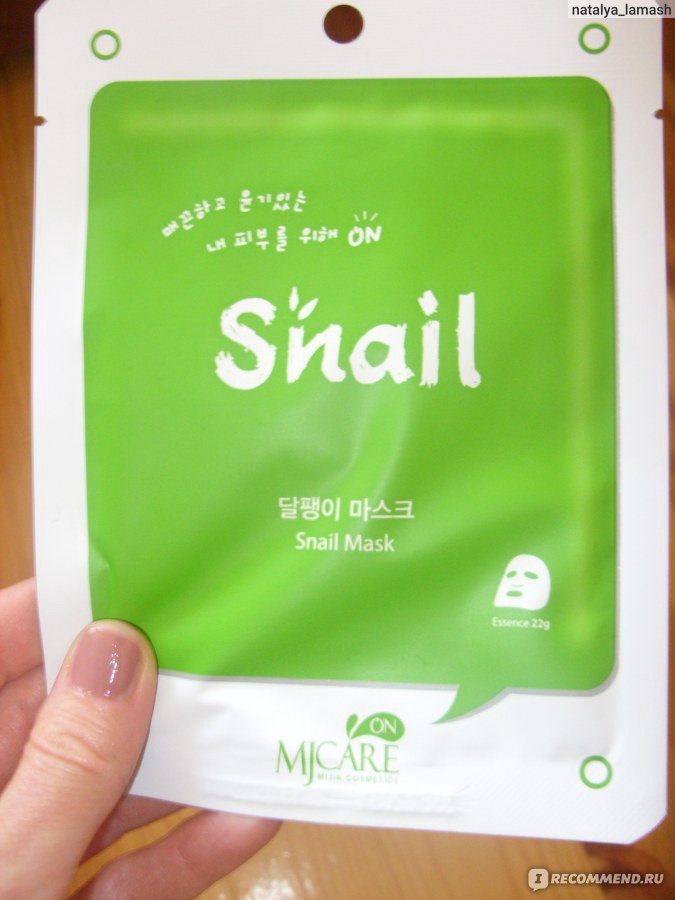 natalya_lamash
매끈하고 윤기있는
내 피부를 위해 ON
Snail
달팽이 마스크
Snail Mask
Essence 22g
ON
MJCARE
MIJIN COSMETICS
IRECOMMEND.RU